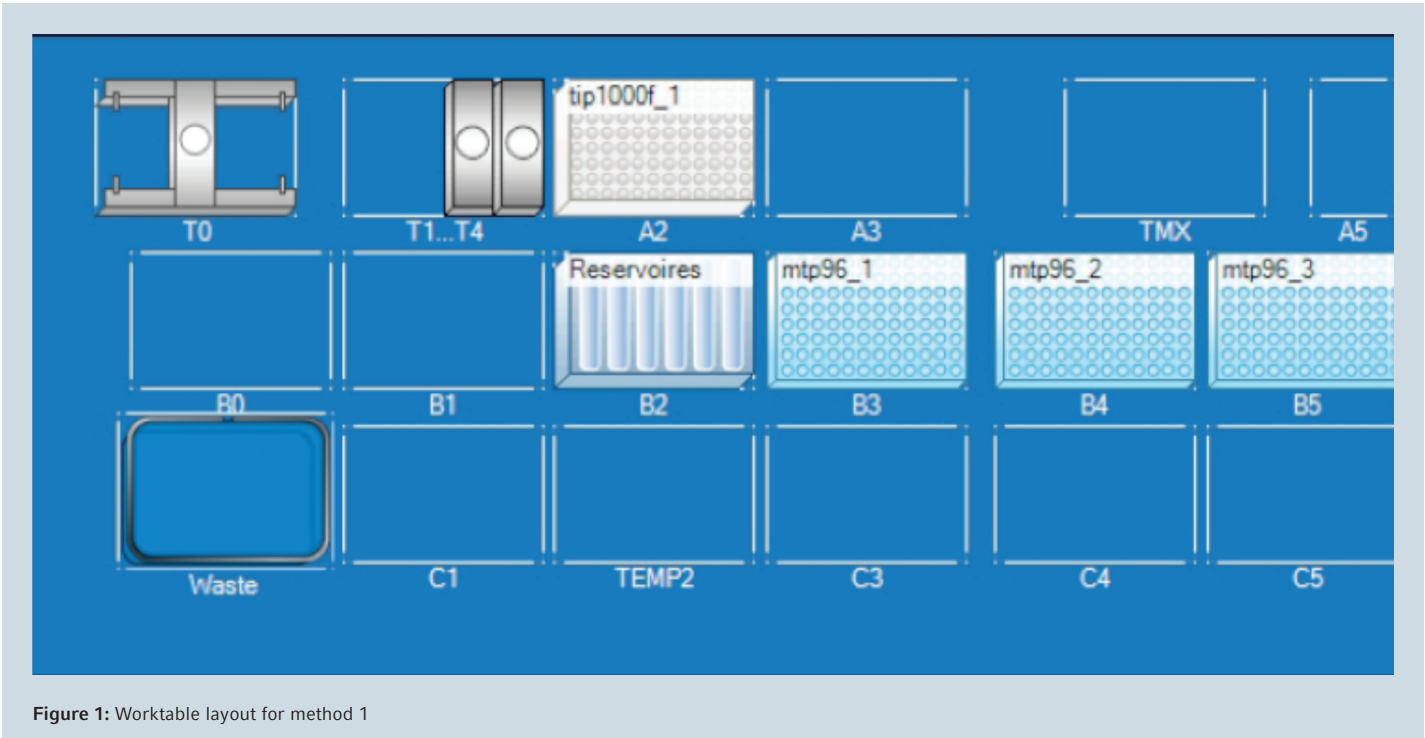 tip1000f_1
T0 T1...T4 A2 A3 TMX A5
Reservoires mtp96_1 mtp96_2 mtp96_3
B0 B1 B2 B3 B4 B5
Waste C1 TEMP2 C3 C4 C5
Figure 1: Worktable layout for method 1